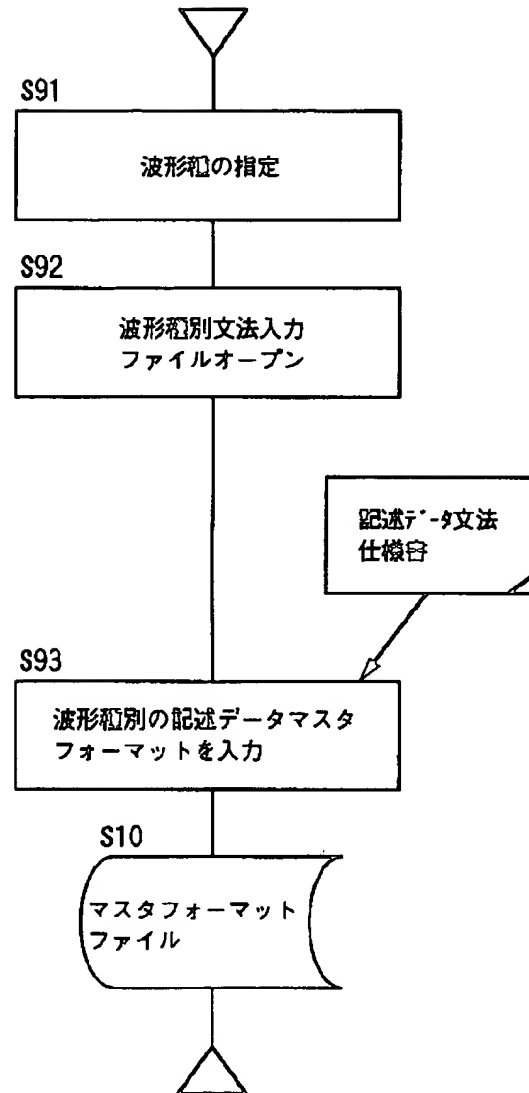 S91
波形種の指定
S92
波形種別文法入力
ファイルオープン
記述データ文法
仕様書
S93
波形種別の記述データマスタ
フォーマットを入力
S10
マスタフォーマット
ファイル